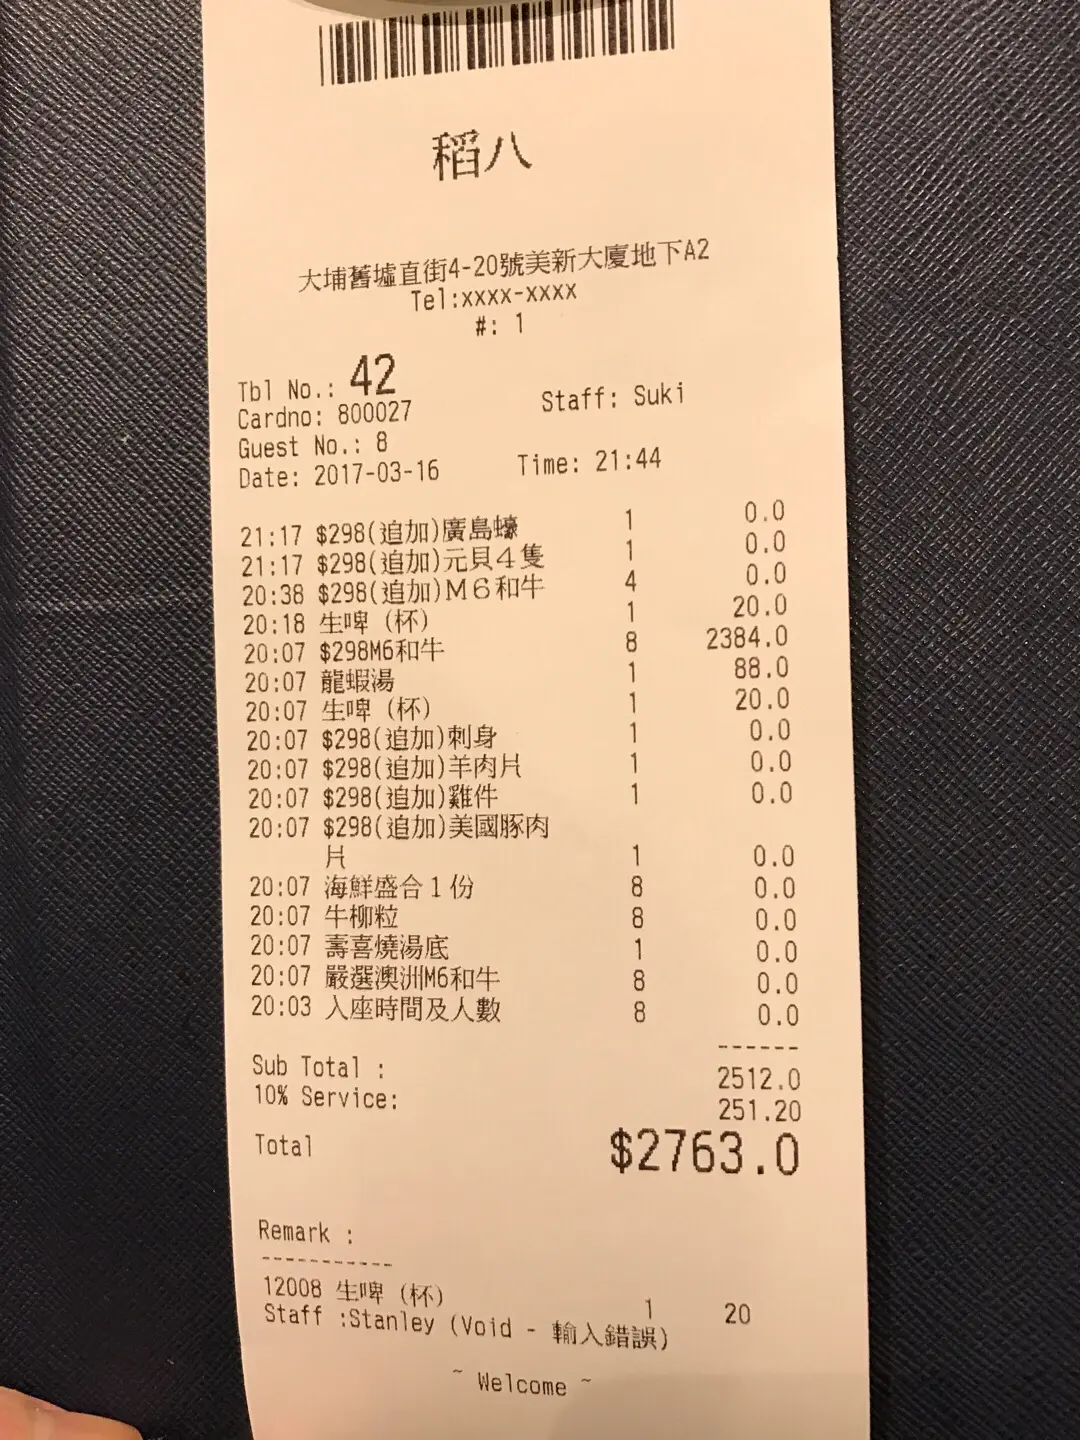 稻八
大埔舊墟直街4-20號美新大廈地下A2
Tel:xxxx-xxxx
#: 1
Tbl No.: 42
Cardno: 800027 Staff: Suki
Guest No.: 8
Date: 2017-03-16 Time: 21:44
21:17 $298(追加)廣島蠔 1 0.0
21:17 $298(追加)元貝4隻 1 0.0
20:38 $298(追加)M6和牛 4 0.0
20:18 生啤 (杯) 1 20.0
20:07 $298M6和牛 8 2384.0
20:07 龍蝦湯 1 88.0
20:07 生啤 (杯) 1 20.0
20:07 $298(追加)刺身 1 0.0
20:07 $298(追加)羊肉片 1 0.0
20:07 $298(追加)雞件 1 0.0
20:07 $298(追加)美國豚肉
片 1 0.0
20:07 海鮮盛合1份 8 0.0
20:07 牛柳粒 8 0.0
20:07 壽喜燒湯底 1 0.0
20:07 嚴選澳洲M6和牛 8 0.0
20:03 入座時間及人數 8 0.0
------
Sub Total : 2512.0
10% Service: 251.20
Total $2763.0
Remark :
-----------
12008 生啤 (杯) 1 20
Staff :Stanley (Void - 輸入錯誤)
~ Welcome ~